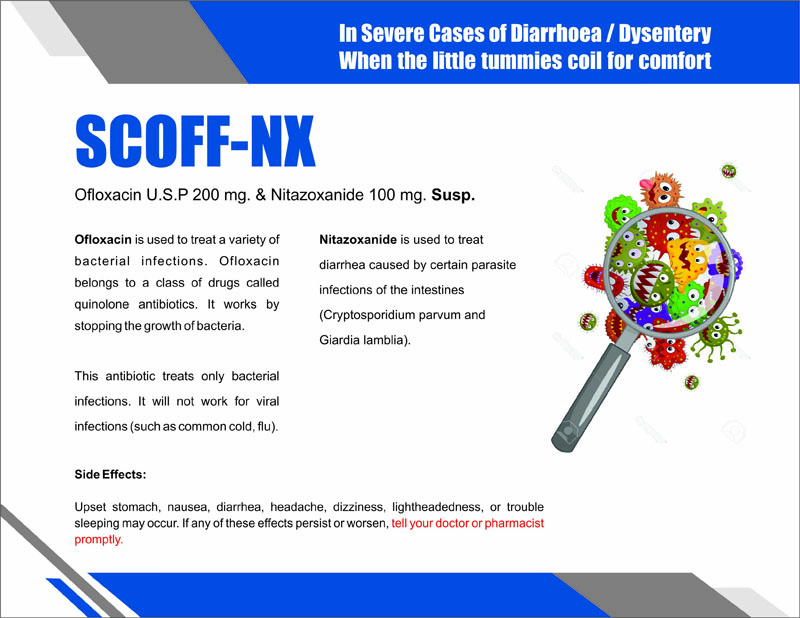 In Severe Cases of Diarrhoea / Dysentery
When the little tummies coil for comfort
SCOFF-NX
Ofloxacin U.S.P 200 mg. & Nitazoxanide 100 mg. Susp.
Ofloxacin is used to treat a variety of
bacterial infections. Ofloxacin
belongs to a class of drugs called
quinolone antibiotics. It works by
stopping the growth of bacteria.
This antibiotic treats only bacterial
infections. It will not work for viral
infections (such as common cold, flu).
Nitazoxanide is used to treat
diarrhea caused by certain parasite
infections of the intestines
(Cryptosporidium parvum and
Giardia lamblia).
Side Effects:
Upset stomach, nausea, diarrhea, headache, dizziness, lightheadedness, or trouble
sleeping may occur. If any of these effects persist or worsen, tell your doctor or pharmacist
promptly.